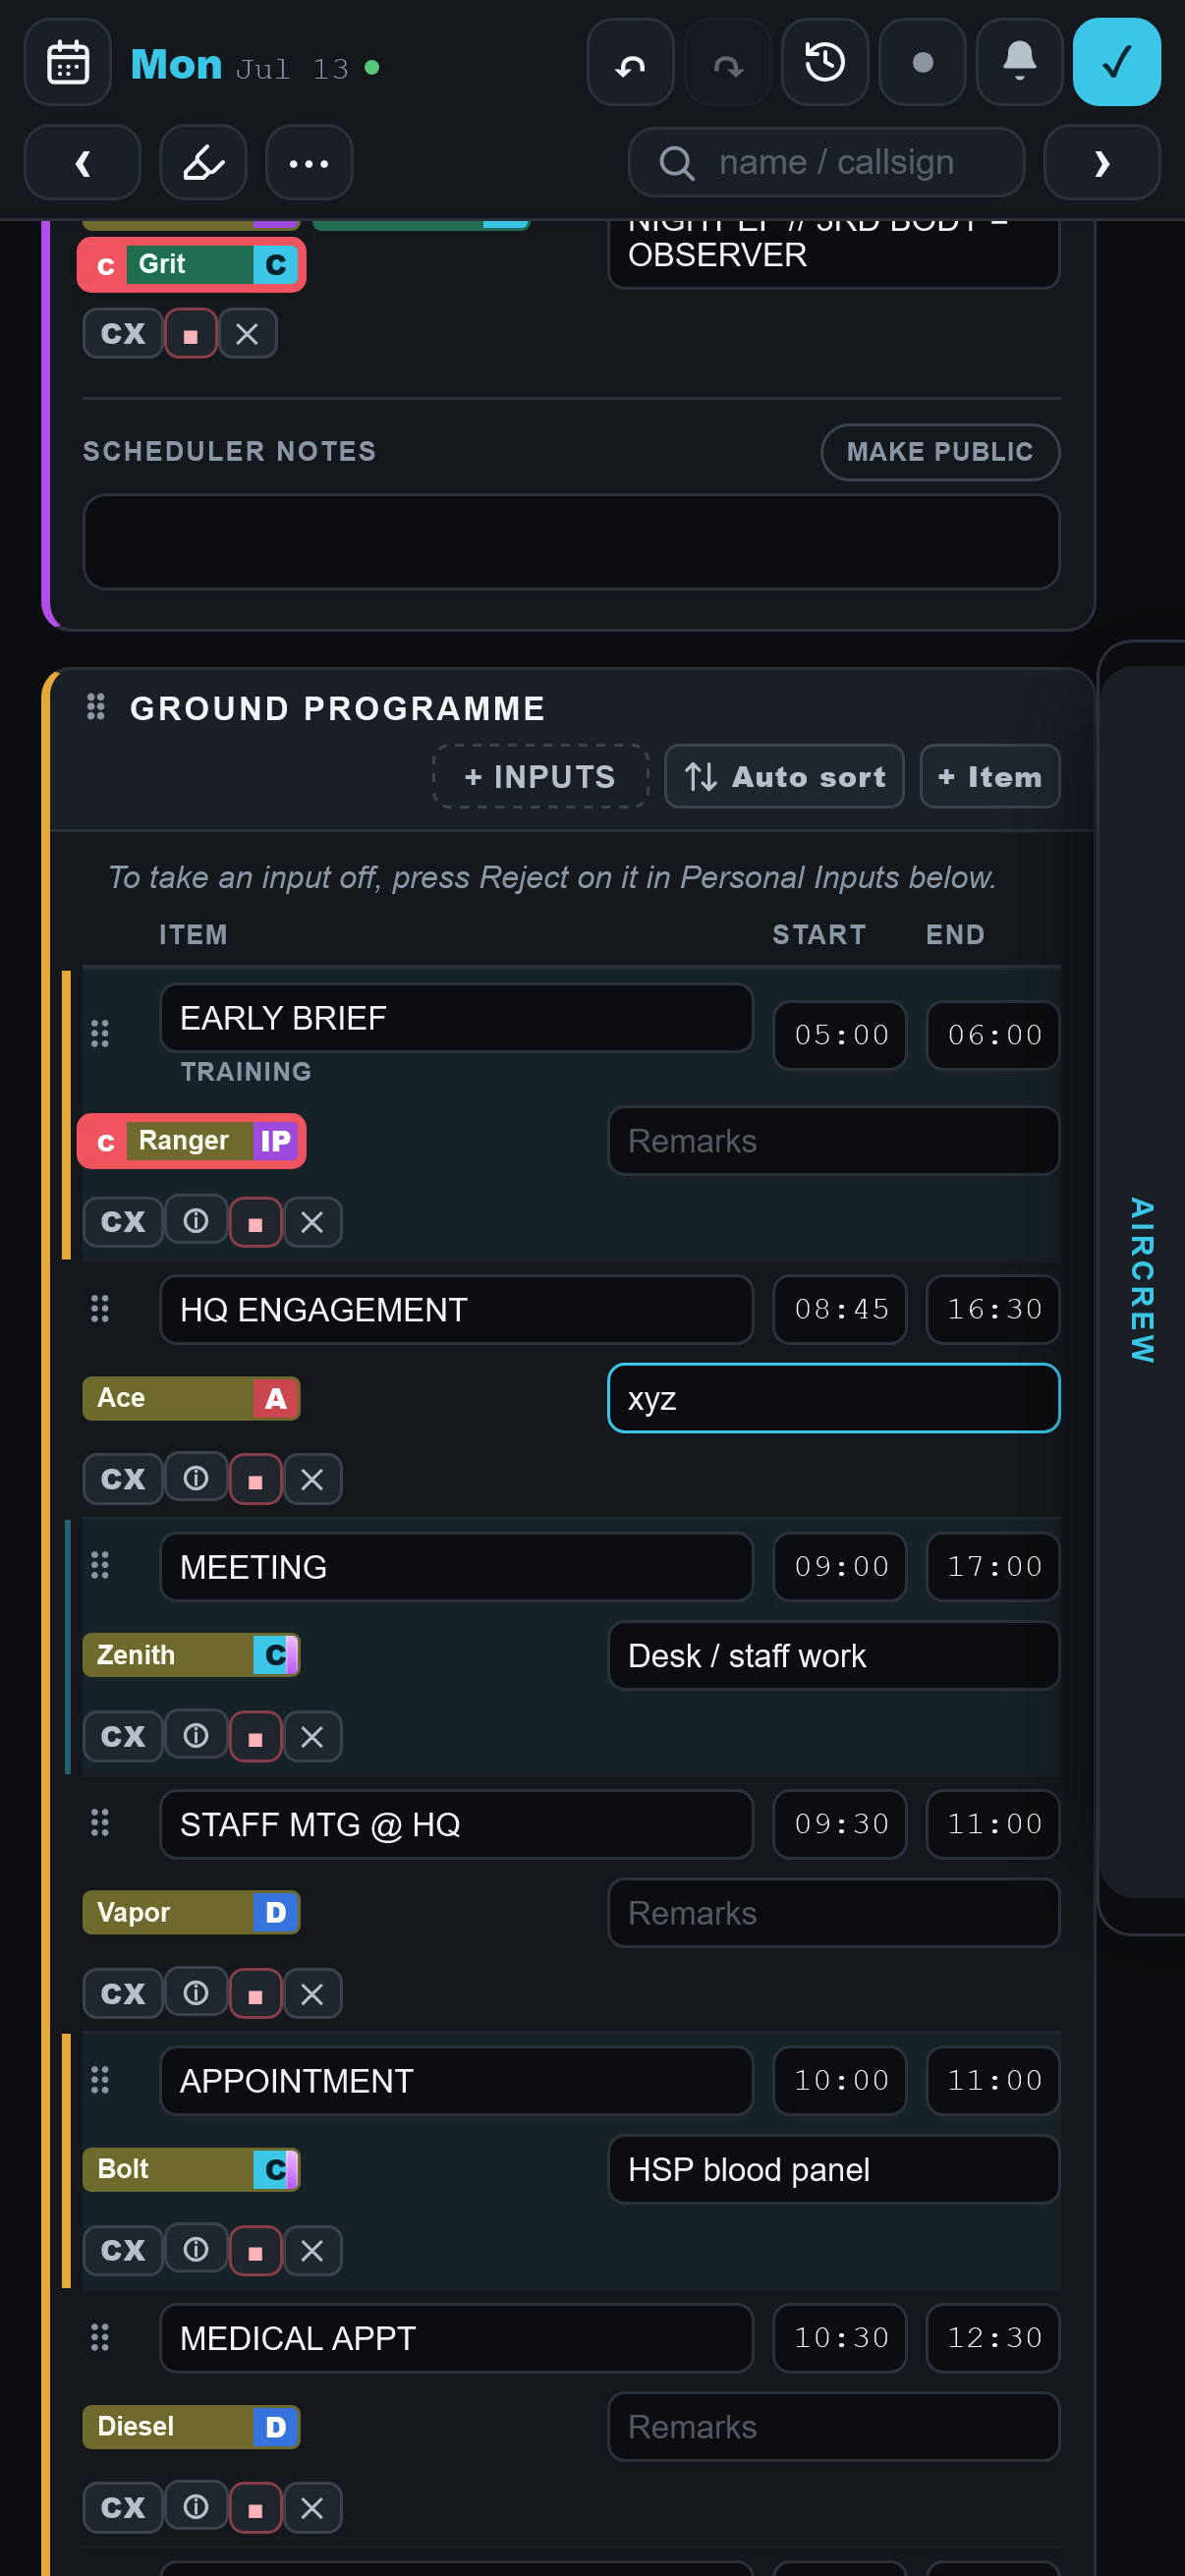 Mon Jul 13
name / callsign
NIGHT LF // 3RD BODY =
OBSERVER
c Grit C
CX
SCHEDULER NOTES
MAKE PUBLIC
GROUND PROGRAMME
+ INPUTS
Auto sort
+ Item
To take an input off, press Reject on it in Personal Inputs below.
ITEM START END
EARLY BRIEF 05:00 06:00
TRAINING
c Ranger IP Remarks
CX
HQ ENGAGEMENT 08:45 16:30
Ace A xyz
CX
MEETING 09:00 17:00
Zenith C Desk / staff work
CX
STAFF MTG @ HQ 09:30 11:00
Vapor D Remarks
CX
APPOINTMENT 10:00 11:00
Bolt C HSP blood panel
CX
MEDICAL APPT 10:30 12:30
Diesel D Remarks
CX
AIRCREW